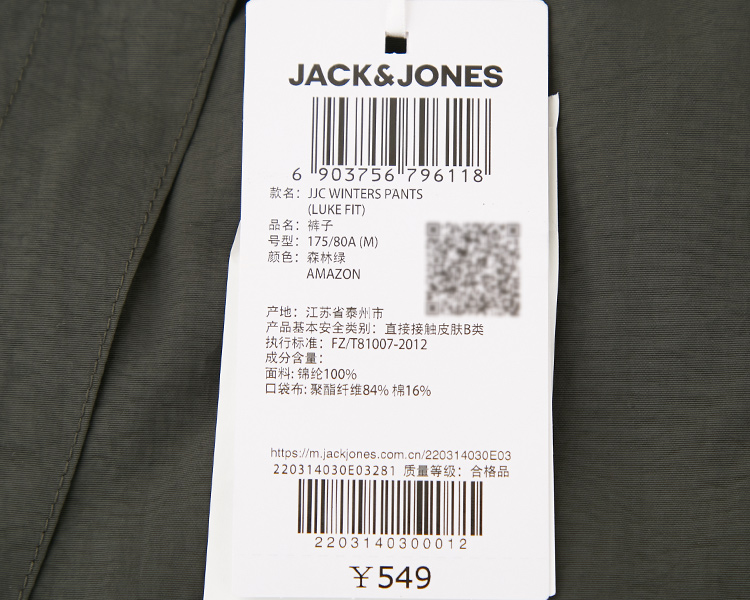 JACK&JONES
6 903756 796118
款名: JJC WINTERS PANTS
(LUKE FIT)
品名: 裤子
号型: 175/80A (M)
颜色: 森林绿
AMAZON
产地: 江苏省泰州市
产品基本安全类别: 直接接触皮肤B类
执行标准: FZ/T81007-2012
成分含量:
面料: 锦纶100%
口袋布: 聚酯纤维84% 棉16%
https://m.jackjones.com.cn/220314030E03
220314030E03281 质量等级: 合格品
2203140300012
￥549